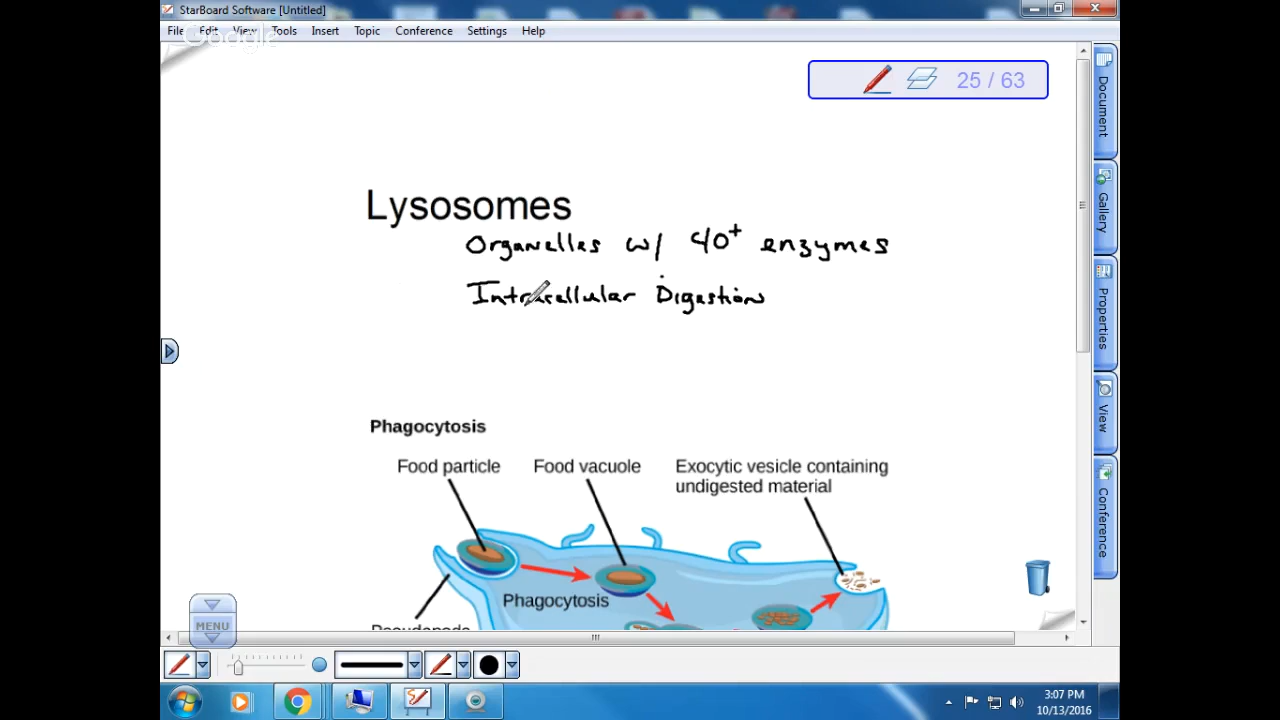 StarBoard Software [Untitled]
File Edit View Tools Insert Topic Conference Settings Help
Google
25 / 63
Lysosomes
Organelles w/ 40+ enzymes
Intracellular Digestion
Phagocytosis
Food particle
Food vacuole
Exocytic vesicle containing
undigested material
Phagocytosis
Pseudopods
MENU
Document
Gallery
Properties
View
Conference
3:07 PM
10/13/2016